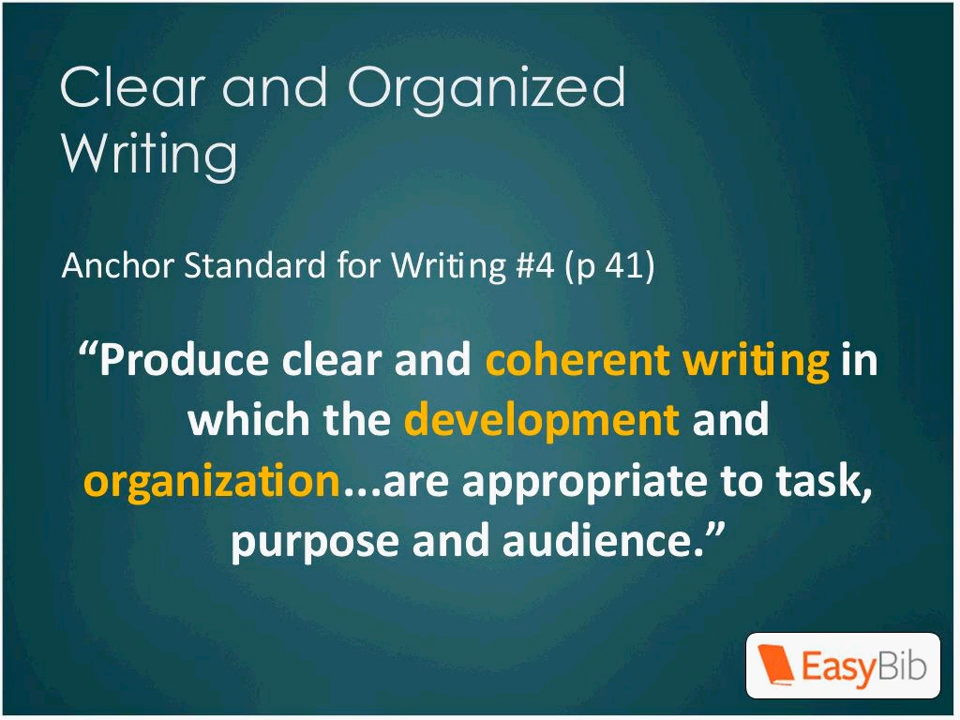 Clear and Organized
Writing
Anchor Standard for Writing #4 (p 41)
“Produce clear and coherent writing in
which the development and
organization...are appropriate to task,
purpose and audience.”
EasyBib